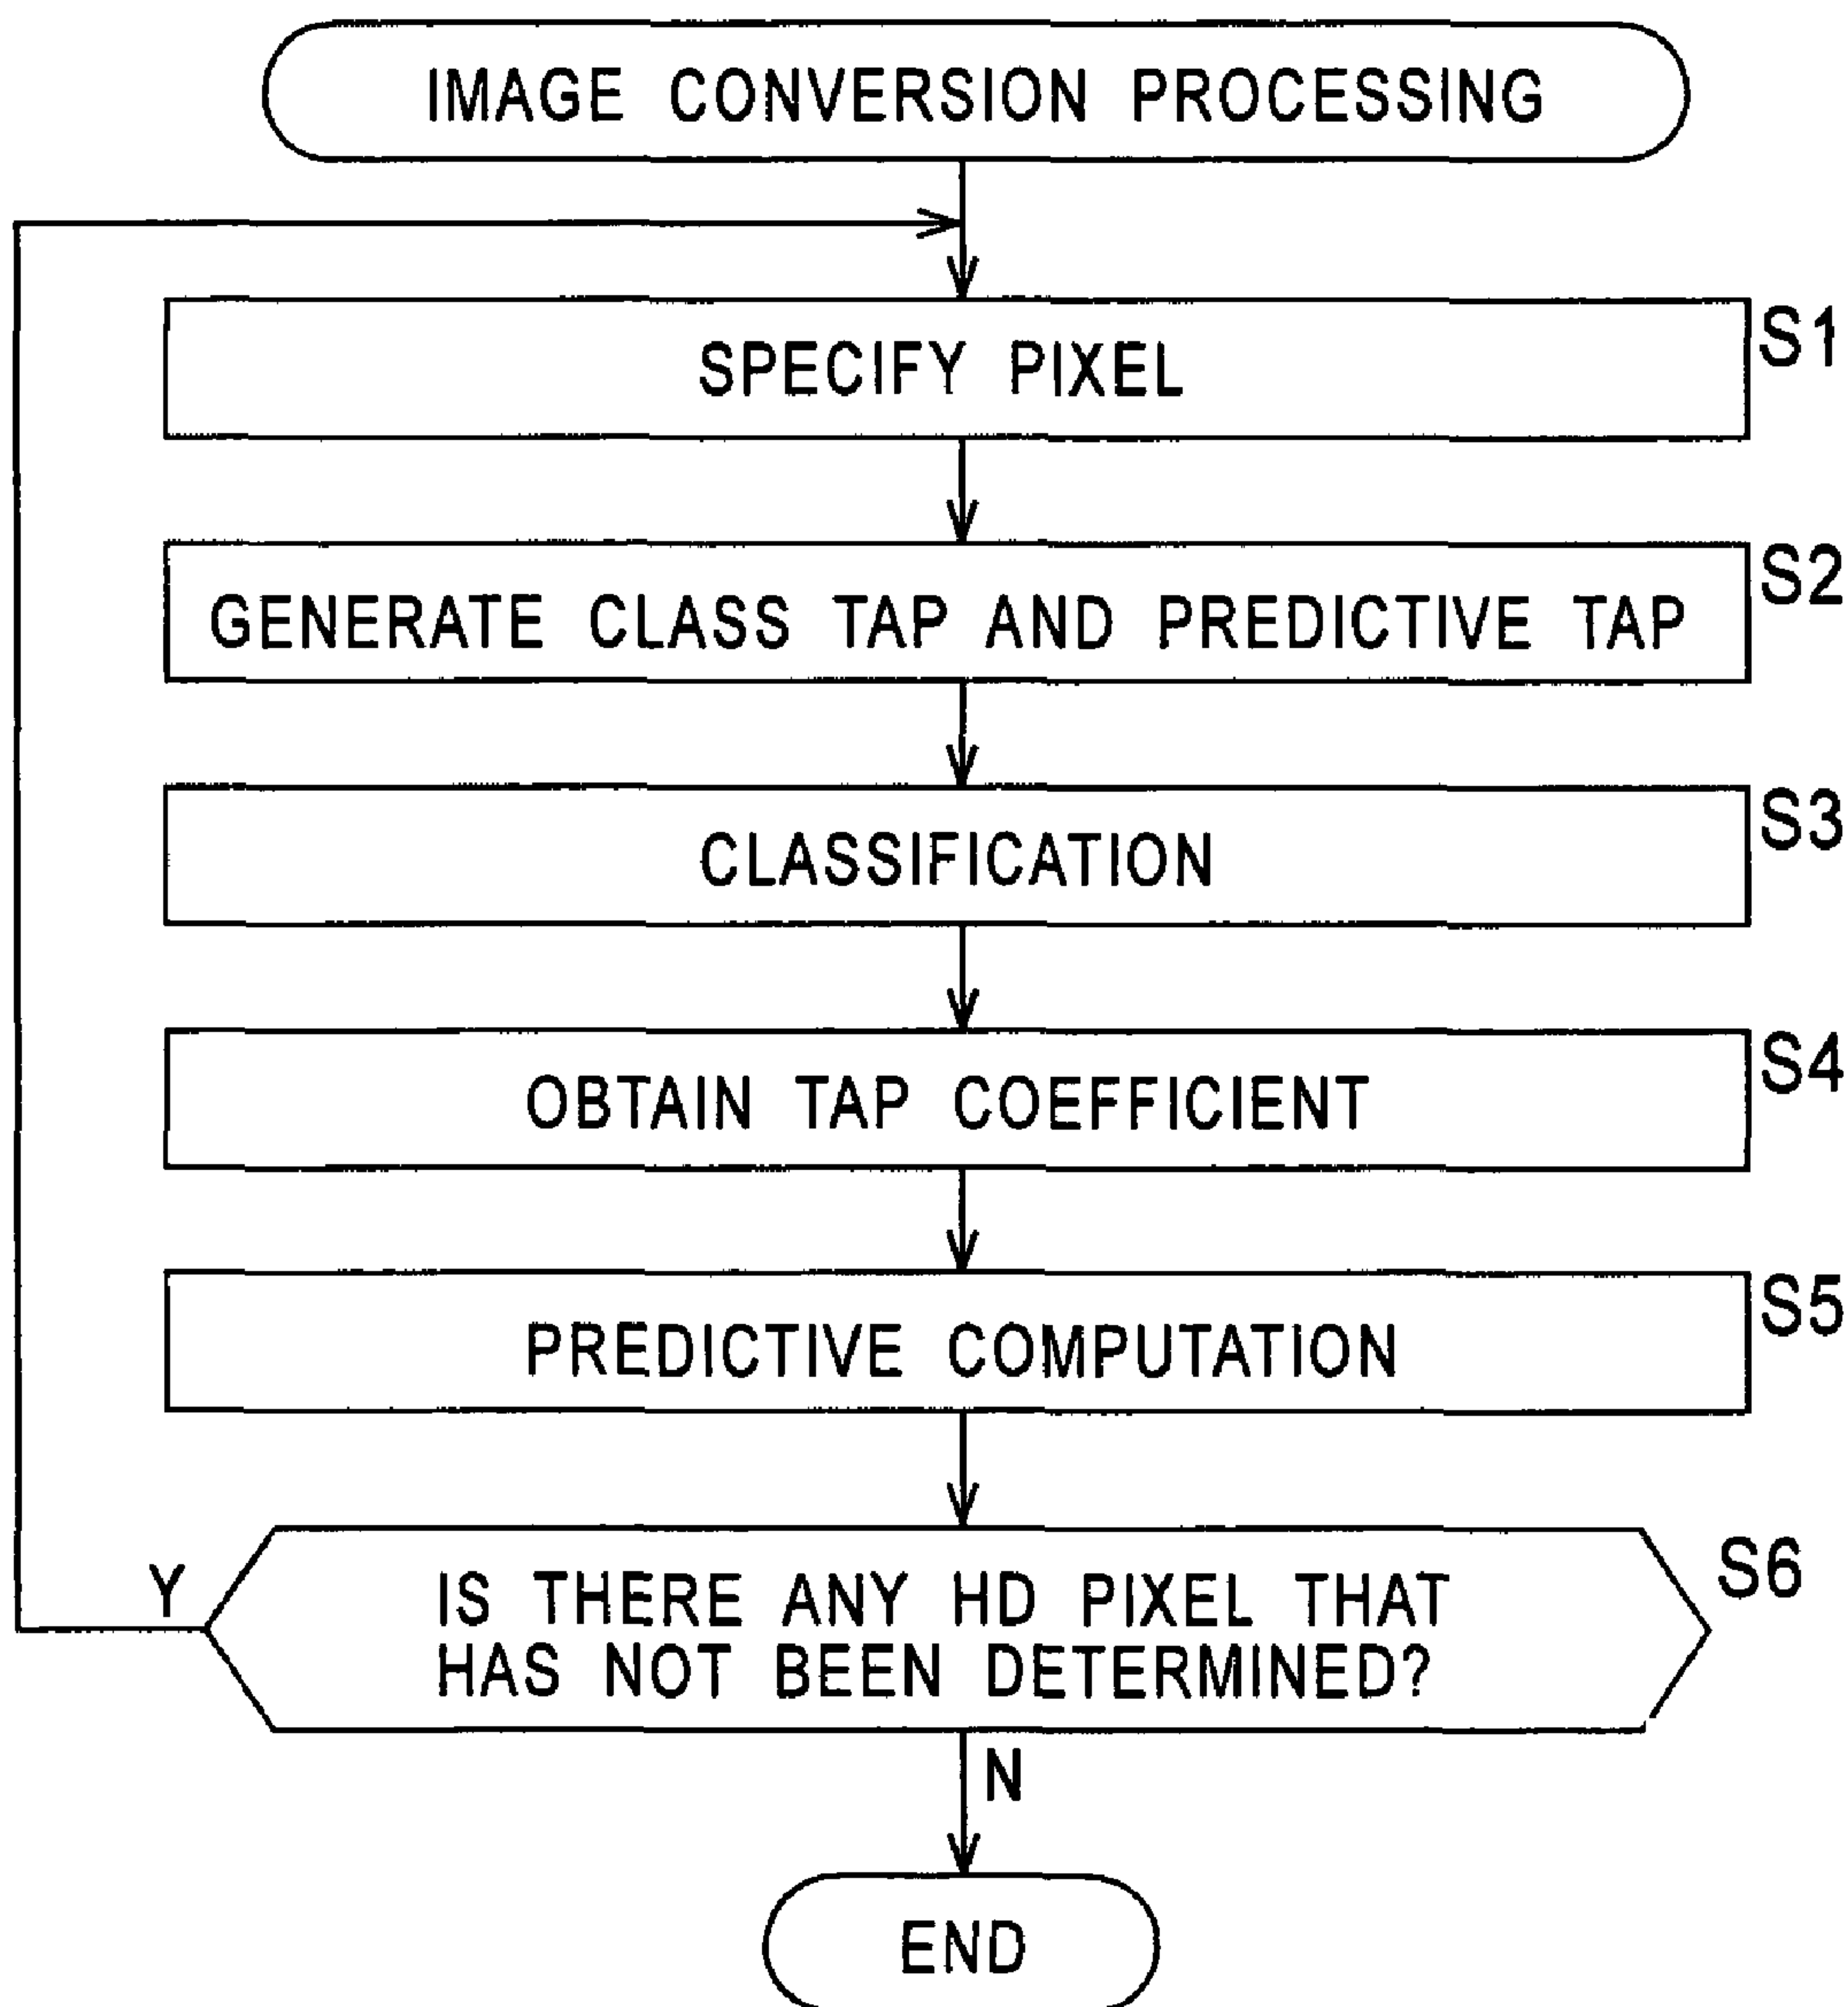 IMAGE CONVERSION PROCESSING
SPECIFY PIXEL
S1
GENERATE CLASS TAP AND PREDICTIVE TAP
S2
CLASSIFICATION
S3
OBTAIN TAP COEFFICIENT
S4
PREDICTIVE COMPUTATION
S5
Y
IS THERE ANY HD PIXEL THAT
HAS NOT BEEN DETERMINED?
S6
N
END